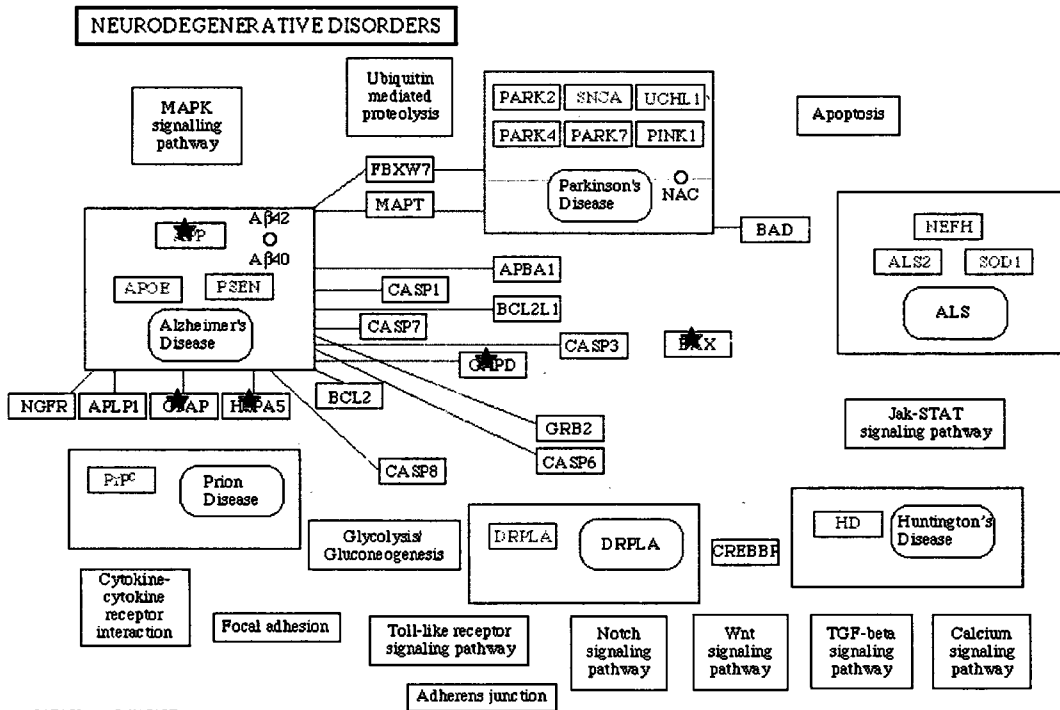 NEURODEGENERATIVE DISORDERS
MAPK
signalling
pathway
Ubiquitin
mediated
proteolysis
PARK2
SNCA
UCHL1
PARK4
PARK7
PINK1
Parkinson's
Disease
NAC
Apoptosis
FBXW7
MAPT
BAD
Aβ42
Aβ40
APOE
PSEN
Alzheimer's
Disease
APBA1
CASP1
BCL2L1
CASP7
CASP3
NEFH
ALS2
SOD1
ALS
NGFR
APLP1
BCL2
GRB2
CASP6
CASP8
Jak-STAT
signaling pathway
PrPc
Prion
Disease
Glycolysis/
Gluconeogenesis
DRPLA
DRPLA
CREBBP
HD
Huntington's
Disease
Cytokine-
cytokine
receptor
interaction
Focal adhesion
Toll-like receptor
signaling pathway
Notch
signaling
pathway
Wnt
signaling
pathway
TGF-beta
signaling
pathway
Calcium
signaling
pathway
Adherens junction